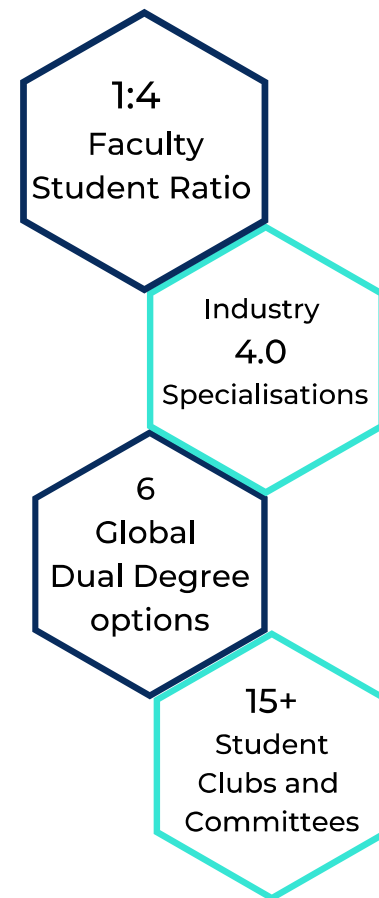 1:4
Faculty
Student Ratio
Industry
4.0
Specialisations
6
Global
Dual Degree
options
15+
Student
Clubs and
Committees